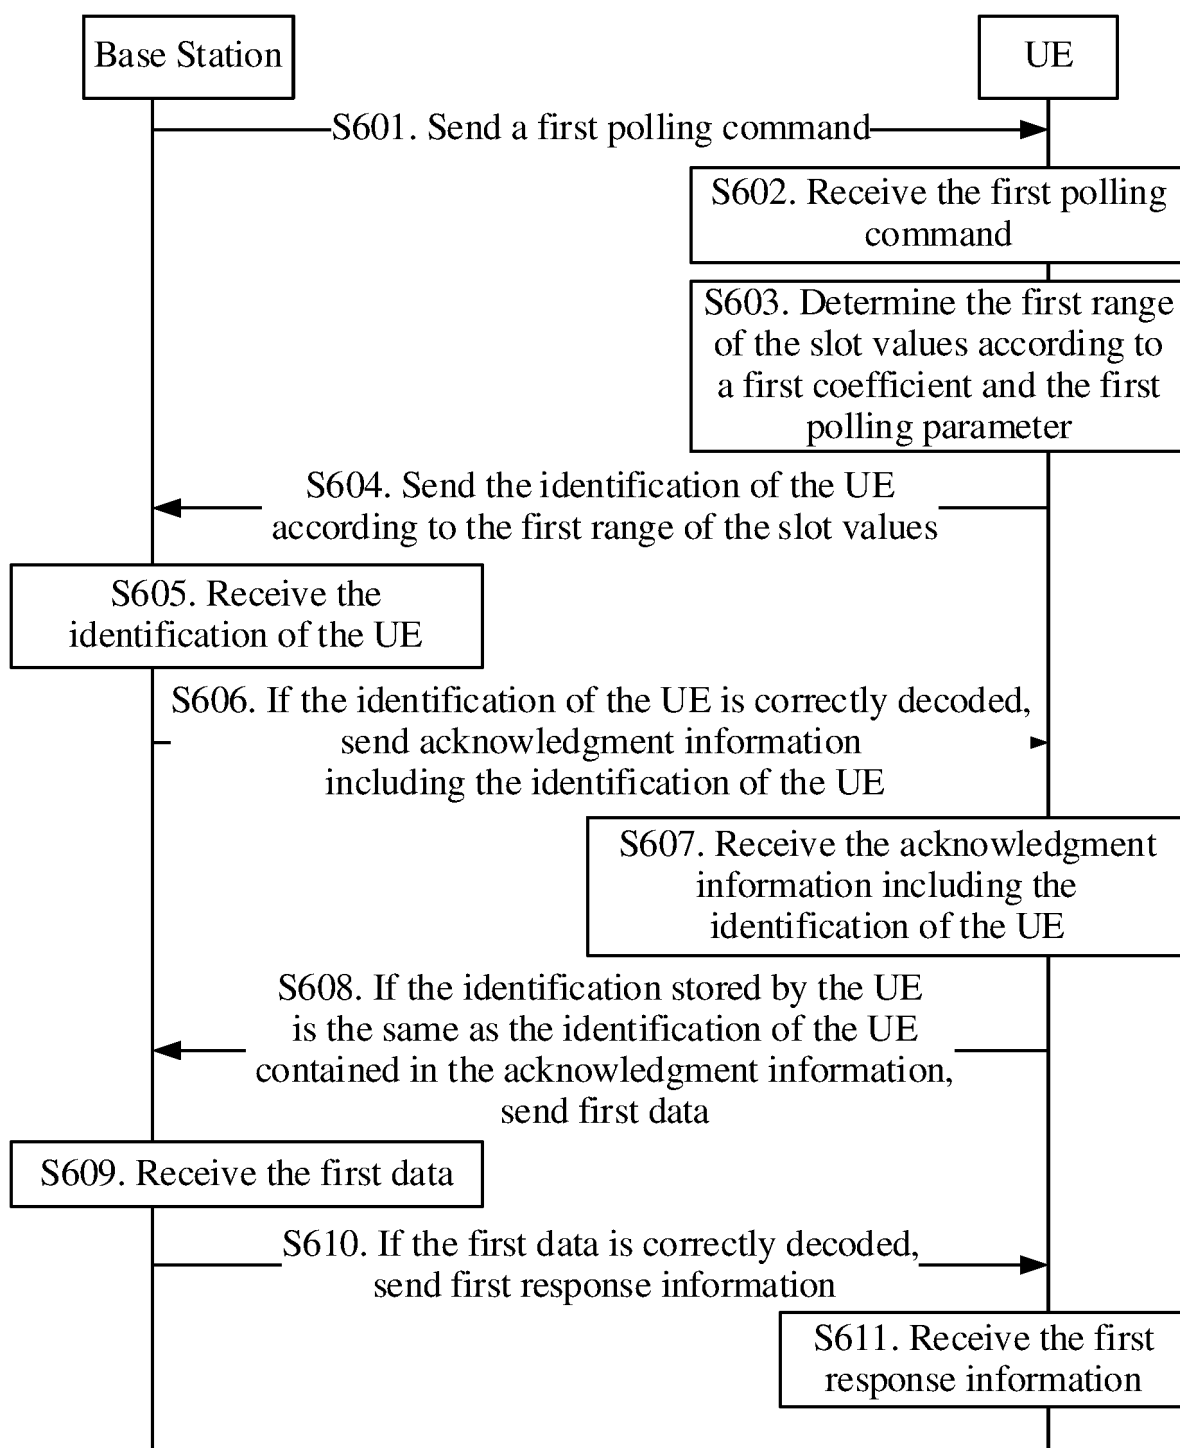 Base Station
UE
S601. Send a first polling command
S602. Receive the first polling
command
S603. Determine the first range
of the slot values according to
a first coefficient and the first
polling parameter
S604. Send the identification of the UE
according to the first range of the slot values
S605. Receive the
identification of the UE
S606. If the identification of the UE is correctly decoded,
send acknowledgment information
including the identification of the UE
S607. Receive the acknowledgment
information including the
identification of the UE
S608. If the identification stored by the UE
is the same as the identification of the UE
contained in the acknowledgment information,
send first data
S609. Receive the first data
S610. If the first data is correctly decoded,
send first response information
S611. Receive the first
response information